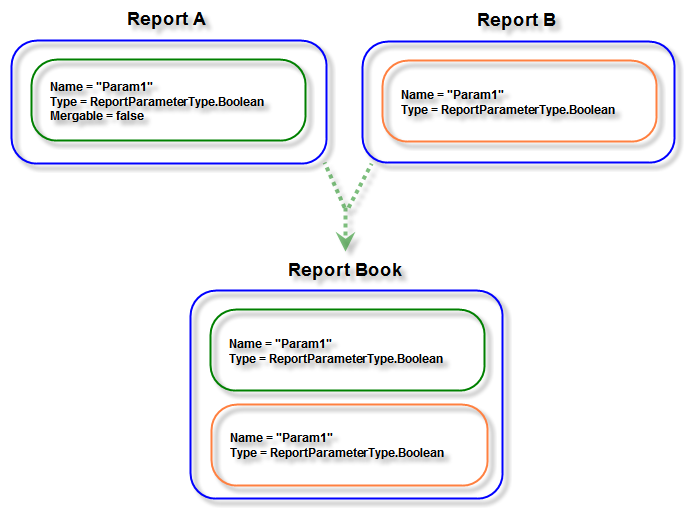 Report A
Name = "Param1"
Type = ReportParameterType.Boolean
Mergable = false
Report B
Name = "Param1"
Type = ReportParameterType.Boolean
Report Book
Name = "Param1"
Type = ReportParameterType.Boolean
Name = "Param1"
Type = ReportParameterType.Boolean